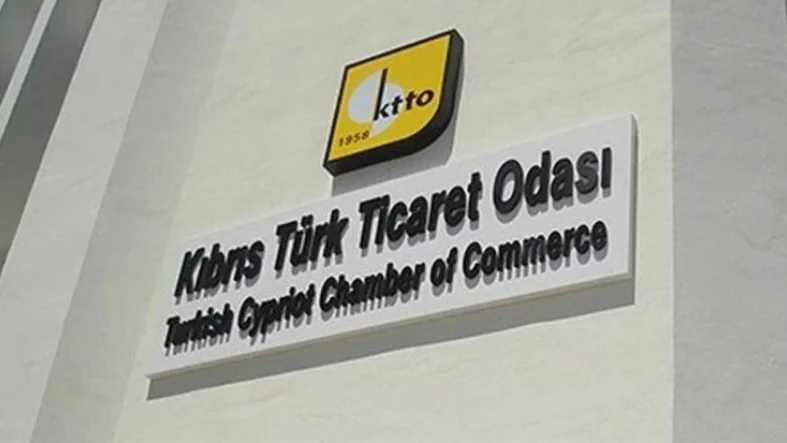 ktto
1958
Kıbrıs Türk Ticaret Odası
Turkish Cypriot Chamber of Commerce